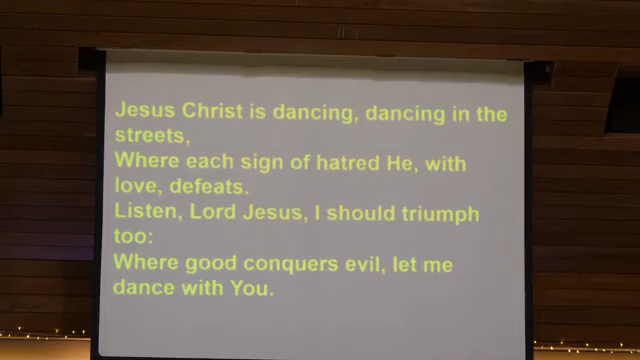 Jesus Christ is dancing, dancing in the
streets,
Where each sign of hatred He, with
love, defeats.
Listen, Lord Jesus, I should triumph
too:
Where good conquers evil, let me
dance with You.